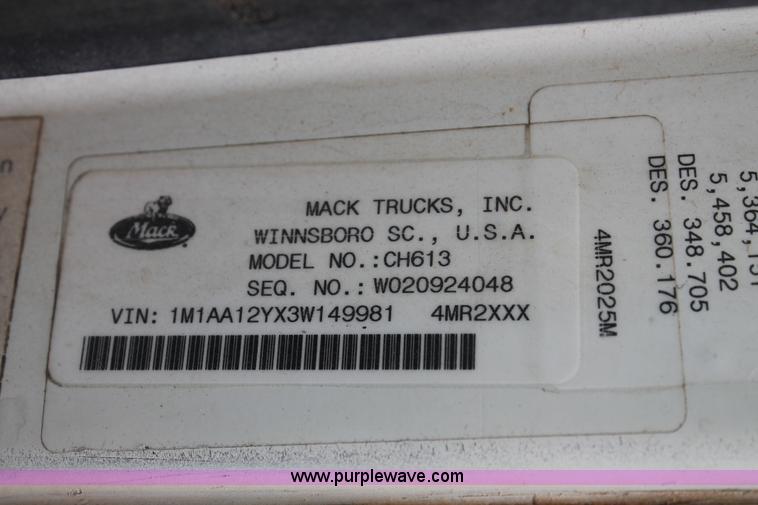 Mack
MACK TRUCKS, INC.
WINNSBORO SC., U.S.A.
MODEL NO.:CH613
SEQ. NO.: W020924048
VIN: 1M1AA12YX3W149981 4MR2XXX
4MR2025M
5,458,402
DES. 348.705
DES. 360.176
www.purplewave.com